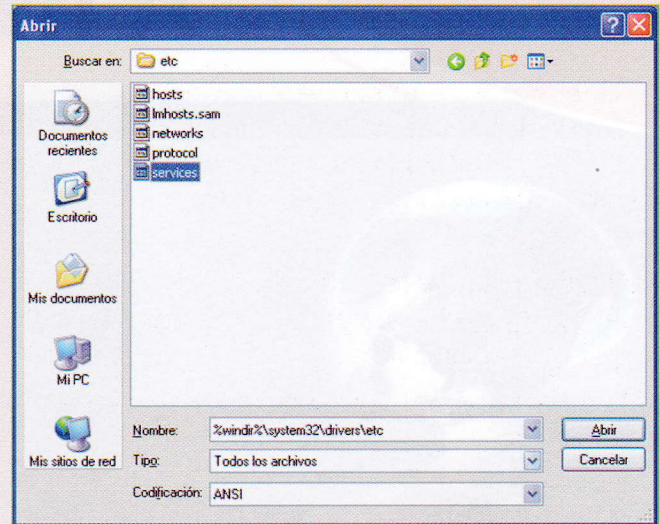 Abrir
Buscar en: etc
Documentos
recientes
Escritorio
Mis documentos
Mi PC
Mis sitios de red
hosts
lmhosts.sam
networks
protocol
services
Nombre: %windir%\system32\drivers\etc Abrir
Tipo: Todos los archivos Cancelar
Codificación: ANSI